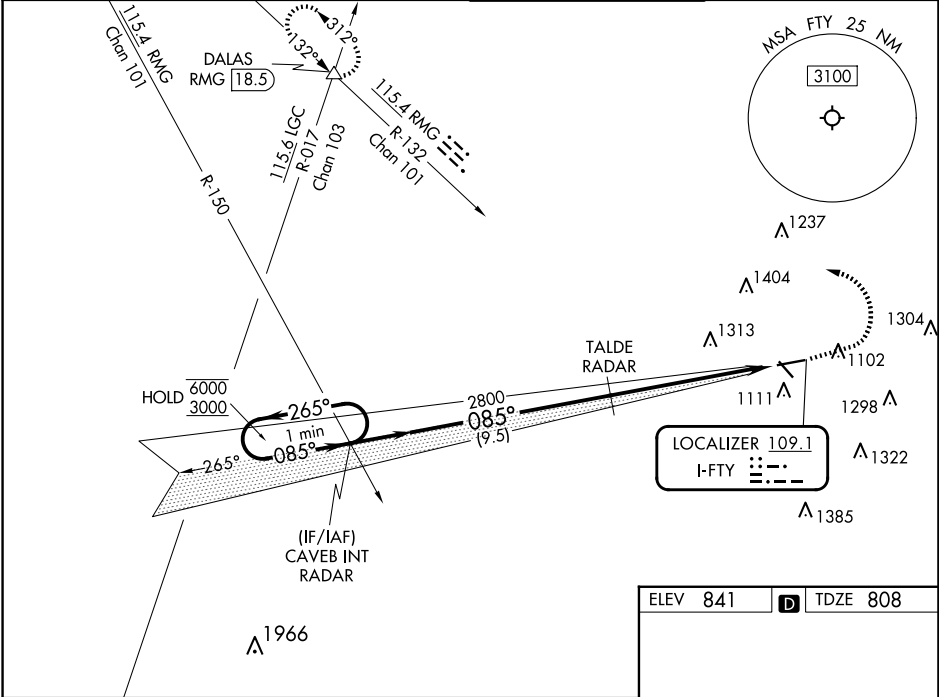 115.4 RMG
Chan 101
312°
132°
DALAS
RMG 18.5
115.4 RMG
R-132
Chan 101
115.6 LGC
R-017
Chan 103
R-150
MSA FTY 25 NM
3100
1237
1404
1313
1304
1102
1111
1298
1322
1385
TALDE
RADAR
HOLD 6000
3000
265°
1 min
085°
265°
2800
085°
(9.5)
LOCALIZER 109.1
I-FTY
(IF/IAF)
CAVEB INT
RADAR
1966
ELEV 841 D TDZE 808